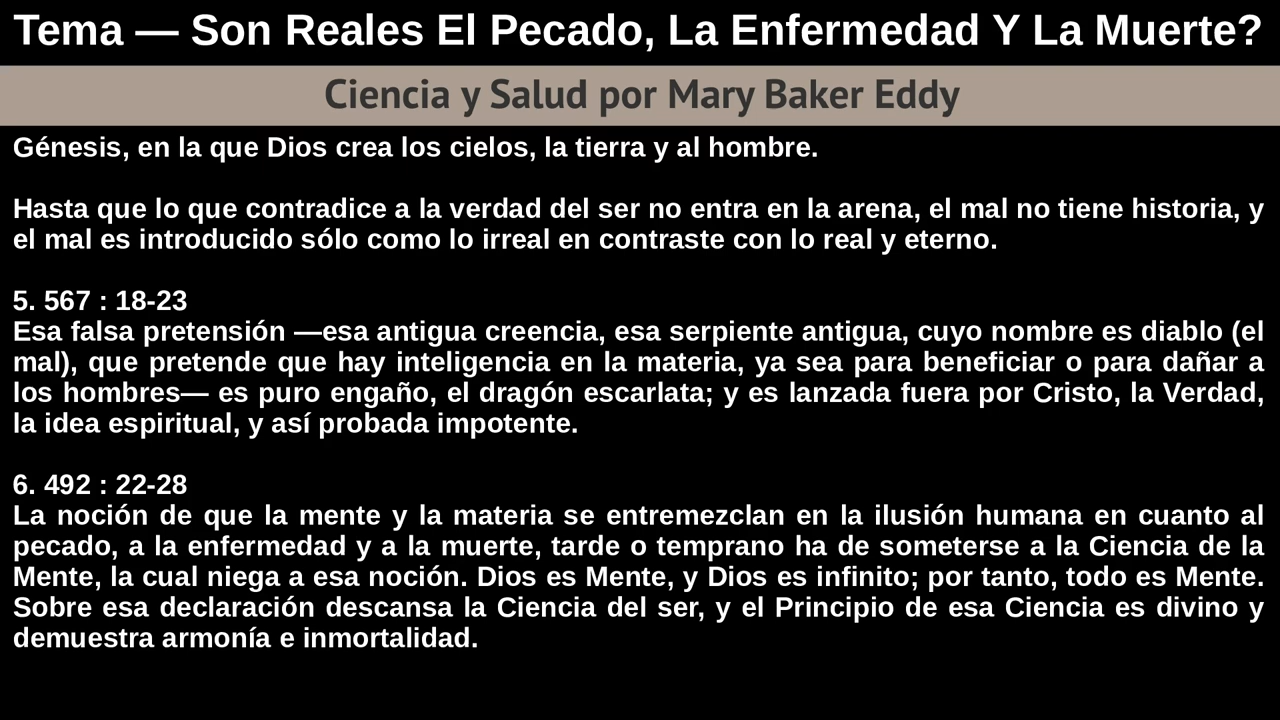 Tema — Son Reales El Pecado, La Enfermedad Y La Muerte?
Ciencia y Salud por Mary Baker Eddy
Génesis, en la que Dios crea los cielos, la tierra y al hombre.
Hasta que lo que contradice a la verdad del ser no entra en la arena, el mal no tiene historia, y
el mal es introducido sólo como lo irreal en contraste con lo real y eterno.
5. 567 : 18-23
Esa falsa pretensión —esa antigua creencia, esa serpiente antigua, cuyo nombre es diablo (el
mal), que pretende que hay inteligencia en la materia, ya sea para beneficiar o para dañar a
los hombres— es puro engaño, el dragón escarlata; y es lanzada fuera por Cristo, la Verdad,
la idea espiritual, y así probada impotente.
6. 492 : 22-28
La noción de que la mente y la materia se entremezclan en la ilusión humana en cuanto al
pecado, a la enfermedad y a la muerte, tarde o temprano ha de someterse a la Ciencia de la
Mente, la cual niega a esa noción. Dios es Mente, y Dios es infinito; por tanto, todo es Mente.
Sobre esa declaración descansa la Ciencia del ser, y el Principio de esa Ciencia es divino y
demuestra armonía e inmortalidad.